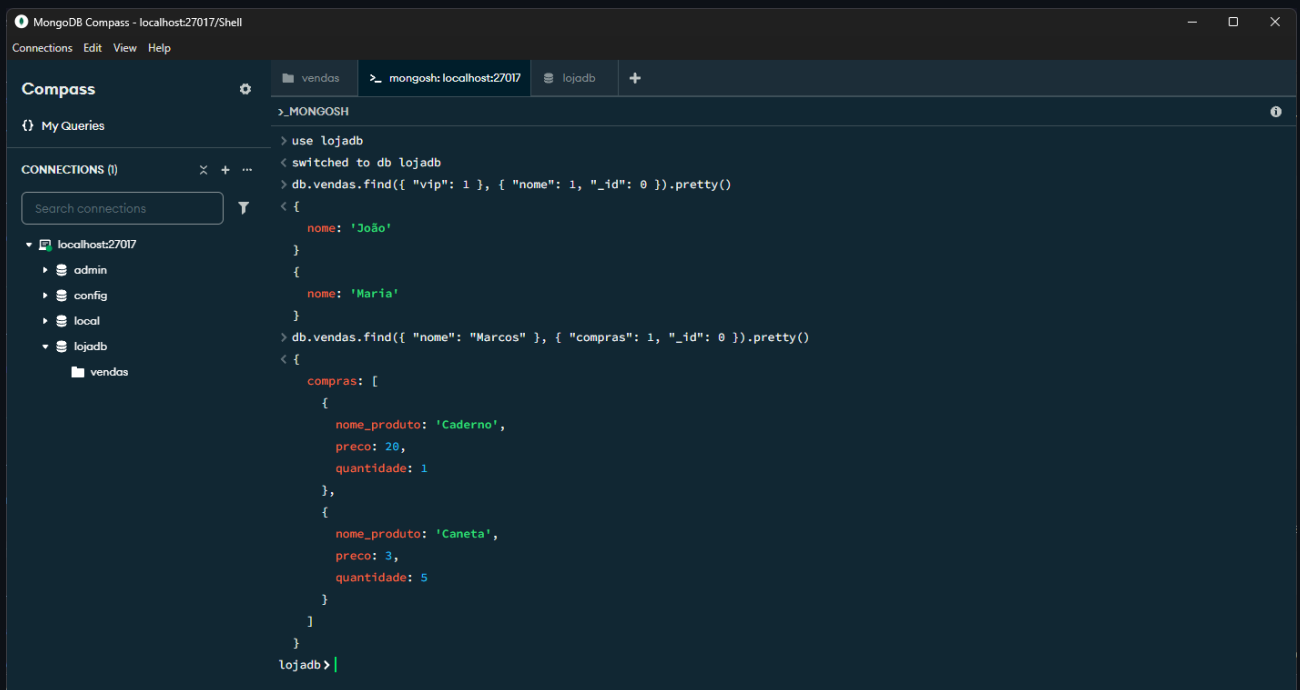 MongoDB Compass - localhost:27017/Shell
Connections Edit View Help
Compass
{} My Queries
CONNECTIONS (1)
Search connections
localhost:27017
admin
config
local
lojadb
vendas
vendas
>_ mongosh: localhost:27017
lojadb
>_MONGOSH
> use lojadb
< switched to db lojadb
> db.vendas.find({ "vip": 1 }, { "nome": 1, "_id": 0 }).pretty()
< {
nome: 'João'
}
{
nome: 'Maria'
}
> db.vendas.find({ "nome": "Marcos" }, { "compras": 1, "_id": 0 }).pretty()
< {
compras: [
{
nome_produto: 'Caderno',
preco: 20,
quantidade: 1
},
{
nome_produto: 'Caneta',
preco: 3,
quantidade: 5
}
]
}
lojadb>